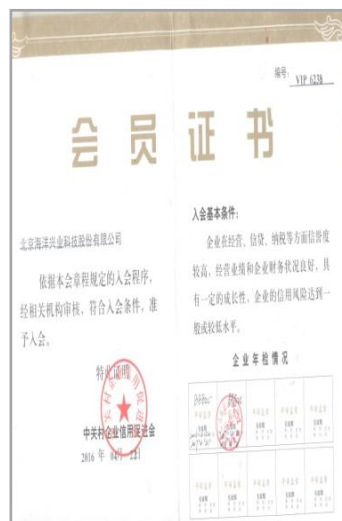 编号： VIP 6238
会员证书
北京海洋兴业科技股份有限公司
依据本会章程规定的入会程序，
经相关机构审核，符合入会条件，准
予入会。
特此证明
中关村企业信用促进会
2016 年
入会基本条件：
企业在经营、信贷、纳税等方面信誉度
较高，经营业绩和企业财务状况良好，具
有一定的成长性，企业的信用风险达到一
般或较低水平。
企业年检情况